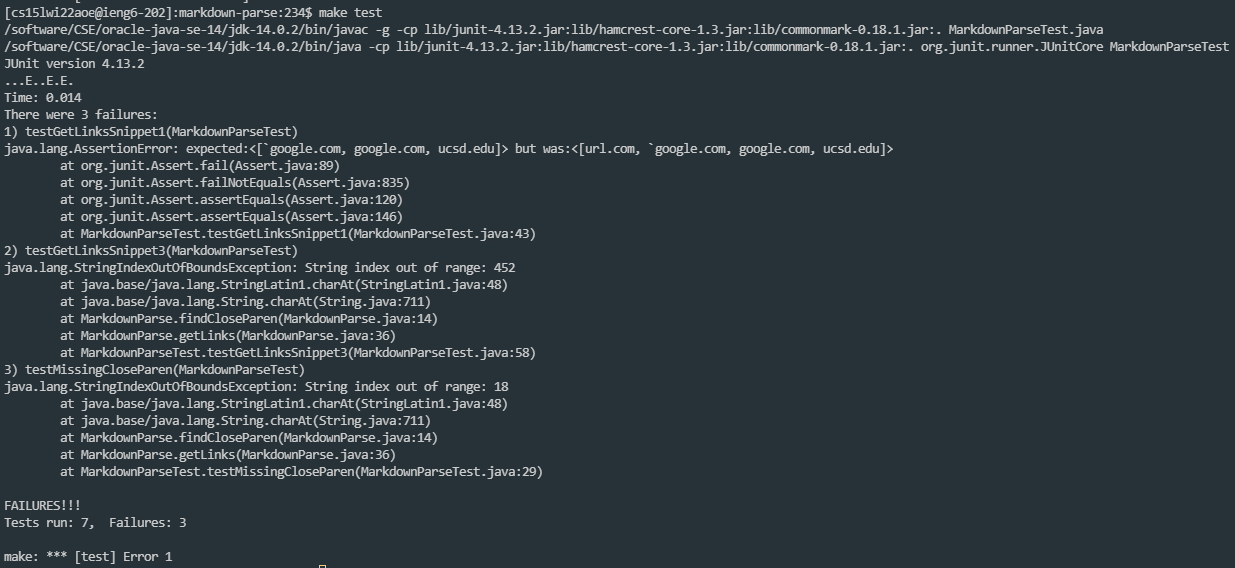 [cs15lwi22aoe@ieng6-202]:markdown-parse:234$ make test
/software/CSE/oracle-java-se-14/jdk-14.0.2/bin/javac -g -cp lib/junit-4.13.2.jar:lib/hamcrest-core-1.3.jar:lib/commonmark-0.18.1.jar:. MarkdownParseTest.java
/software/CSE/oracle-java-se-14/jdk-14.0.2/bin/java -cp lib/junit-4.13.2.jar:lib/hamcrest-core-1.3.jar:lib/commonmark-0.18.1.jar:. org.junit.runner.JUnitCore MarkdownParseTest
JUnit version 4.13.2
...E..E.E.
Time: 0.014
There were 3 failures:
1) testGetLinksSnippet1(MarkdownParseTest)
java.lang.AssertionError: expected:<[`google.com, google.com, ucsd.edu]> but was:<[url.com, `google.com, google.com, ucsd.edu]>
        at org.junit.Assert.fail(Assert.java:89)
        at org.junit.Assert.failNotEquals(Assert.java:835)
        at org.junit.Assert.assertEquals(Assert.java:120)
        at org.junit.Assert.assertEquals(Assert.java:146)
        at MarkdownParseTest.testGetLinksSnippet1(MarkdownParseTest.java:43)
2) testGetLinksSnippet3(MarkdownParseTest)
java.lang.StringIndexOutOfBoundsException: String index out of range: 452
        at java.base/java.lang.StringLatin1.charAt(StringLatin1.java:48)
        at java.base/java.lang.String.charAt(String.java:711)
        at MarkdownParse.findCloseParen(MarkdownParse.java:14)
        at MarkdownParse.getLinks(MarkdownParse.java:36)
        at MarkdownParseTest.testGetLinksSnippet3(MarkdownParseTest.java:58)
3) testMissingCloseParen(MarkdownParseTest)
java.lang.StringIndexOutOfBoundsException: String index out of range: 18
        at java.base/java.lang.StringLatin1.charAt(StringLatin1.java:48)
        at java.base/java.lang.String.charAt(String.java:711)
        at MarkdownParse.findCloseParen(MarkdownParse.java:14)
        at MarkdownParse.getLinks(MarkdownParse.java:36)
        at MarkdownParseTest.testMissingCloseParen(MarkdownParseTest.java:29)

FAILURES!!!
Tests run: 7,  Failures: 3

make: *** [test] Error 1